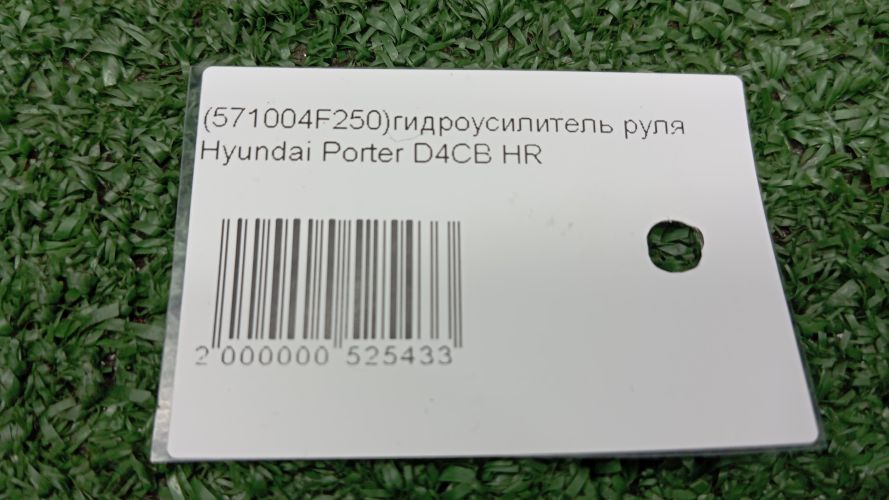 (571004F250)гидроусилитель руля
Hyundai Porter D4CB HR
2 000000 525433